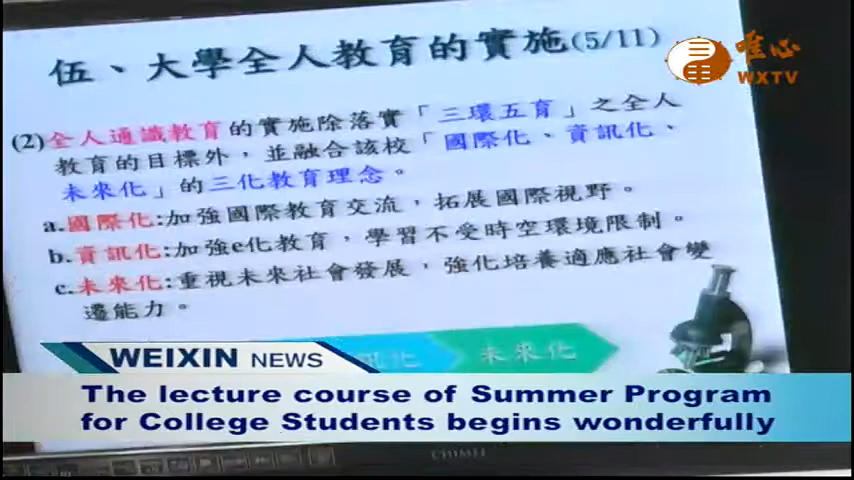 伍、大學全人教育的實施(5/11)
唯心
WXTV
(2)全人通識教育的實施除落實「三環五育」之全人
教育的目標外，並融合該校「國際化、資訊化、
未來化」的三化教育理念。
a.國際化:加強國際教育交流，拓展國際視野。
b.資訊化:加強e化教育，學習不受時空環境限制。
c.未來化:重視未來社會發展，強化培養適應社會變
遷能力。
訊化 未來化
WEIXIN NEWS
The lecture course of Summer Program
for College Students begins wonderfully
CHIMEI